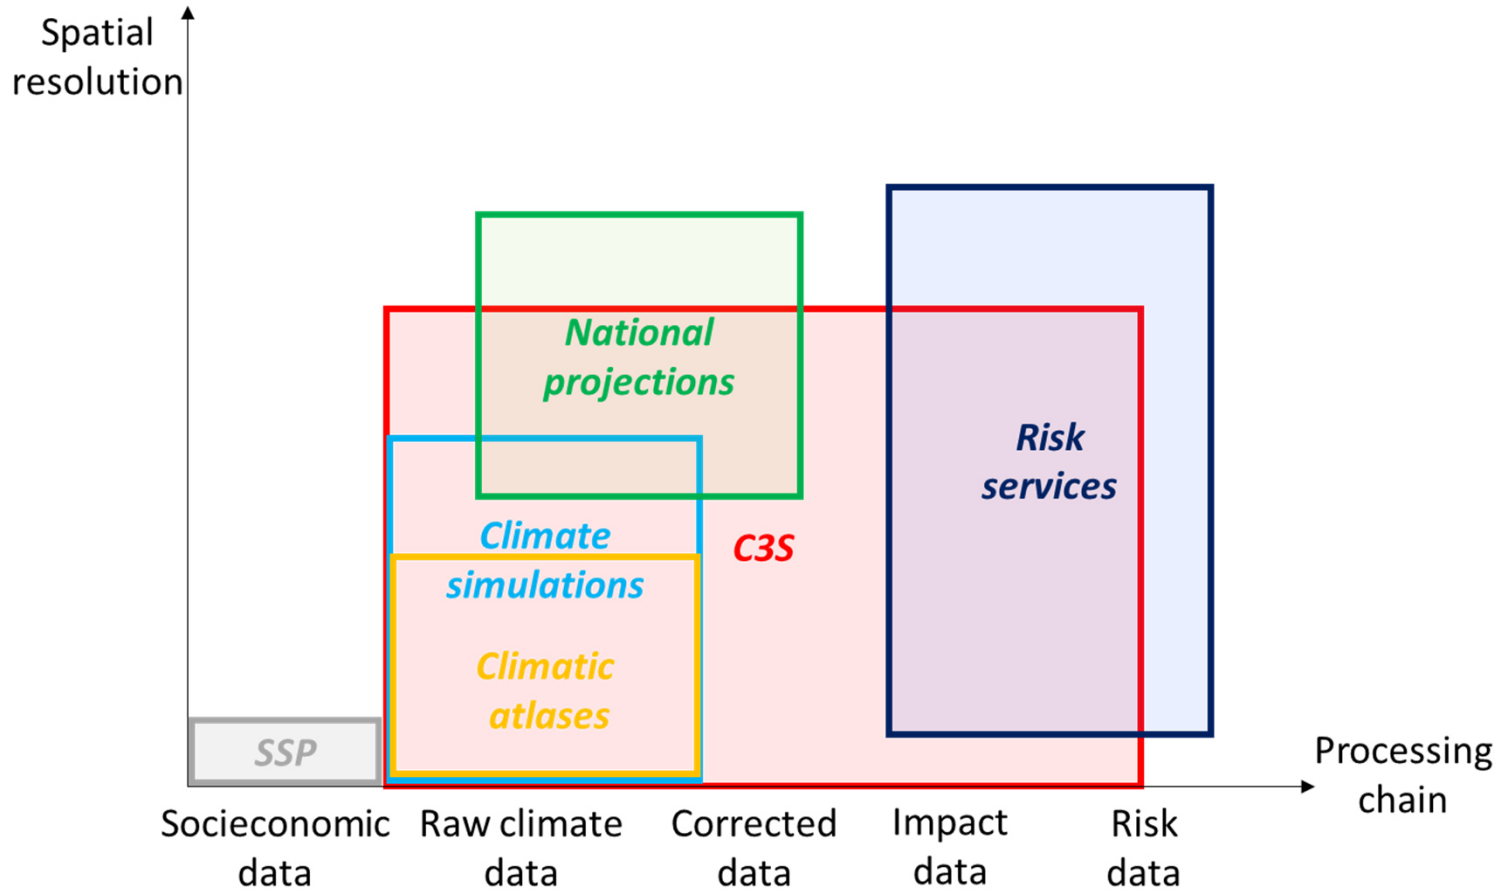 Spatial
resolution
National
projections
Risk
services
Climate
simulations
C3S
Climatic
atlases
SSP
Processing
chain
Socieconomic
data
Raw climate
data
Corrected
data
Impact
data
Risk
data